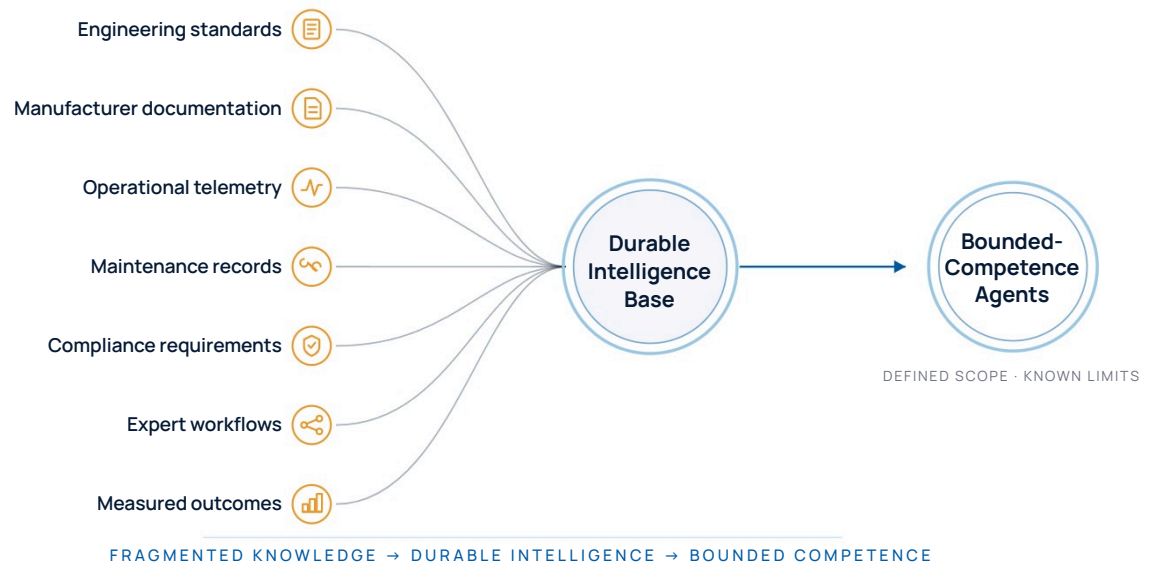 Engineering standards
Manufacturer documentation
Operational telemetry
Maintenance records
Compliance requirements
Expert workflows
Measured outcomes
Durable
Intelligence
Base
Bounded-
Competence
Agents
DEFINED SCOPE · KNOWN LIMITS
FRAGMENTED KNOWLEDGE → DURABLE INTELLIGENCE → BOUNDED COMPETENCE